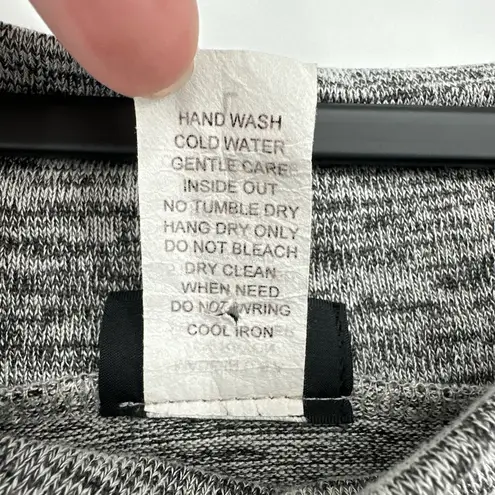 HAND WASH
COLD WATER
GENTLE CARE
INSIDE OUT
NO TUMBLE DRY
HANG DRY ONLY
DO NOT BLEACH
DRY CLEAN
WHEN NEED
DO NOT WRING
COOL IRON